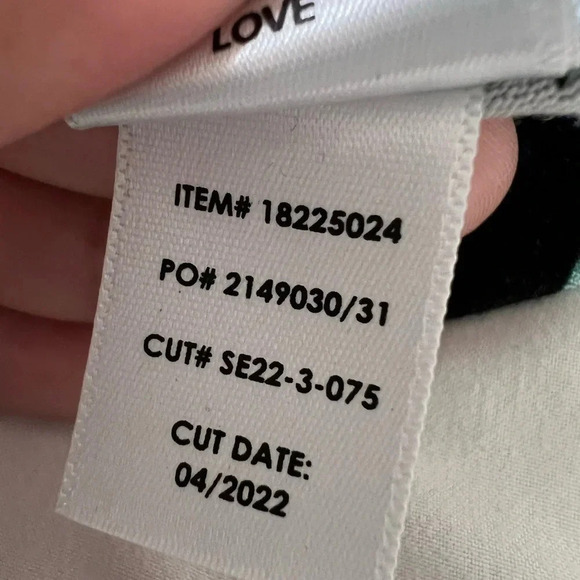 LOVE
ITEM# 18225024
PO# 2149030/31
CUT# SE22-3-075
CUT DATE:
04/2022